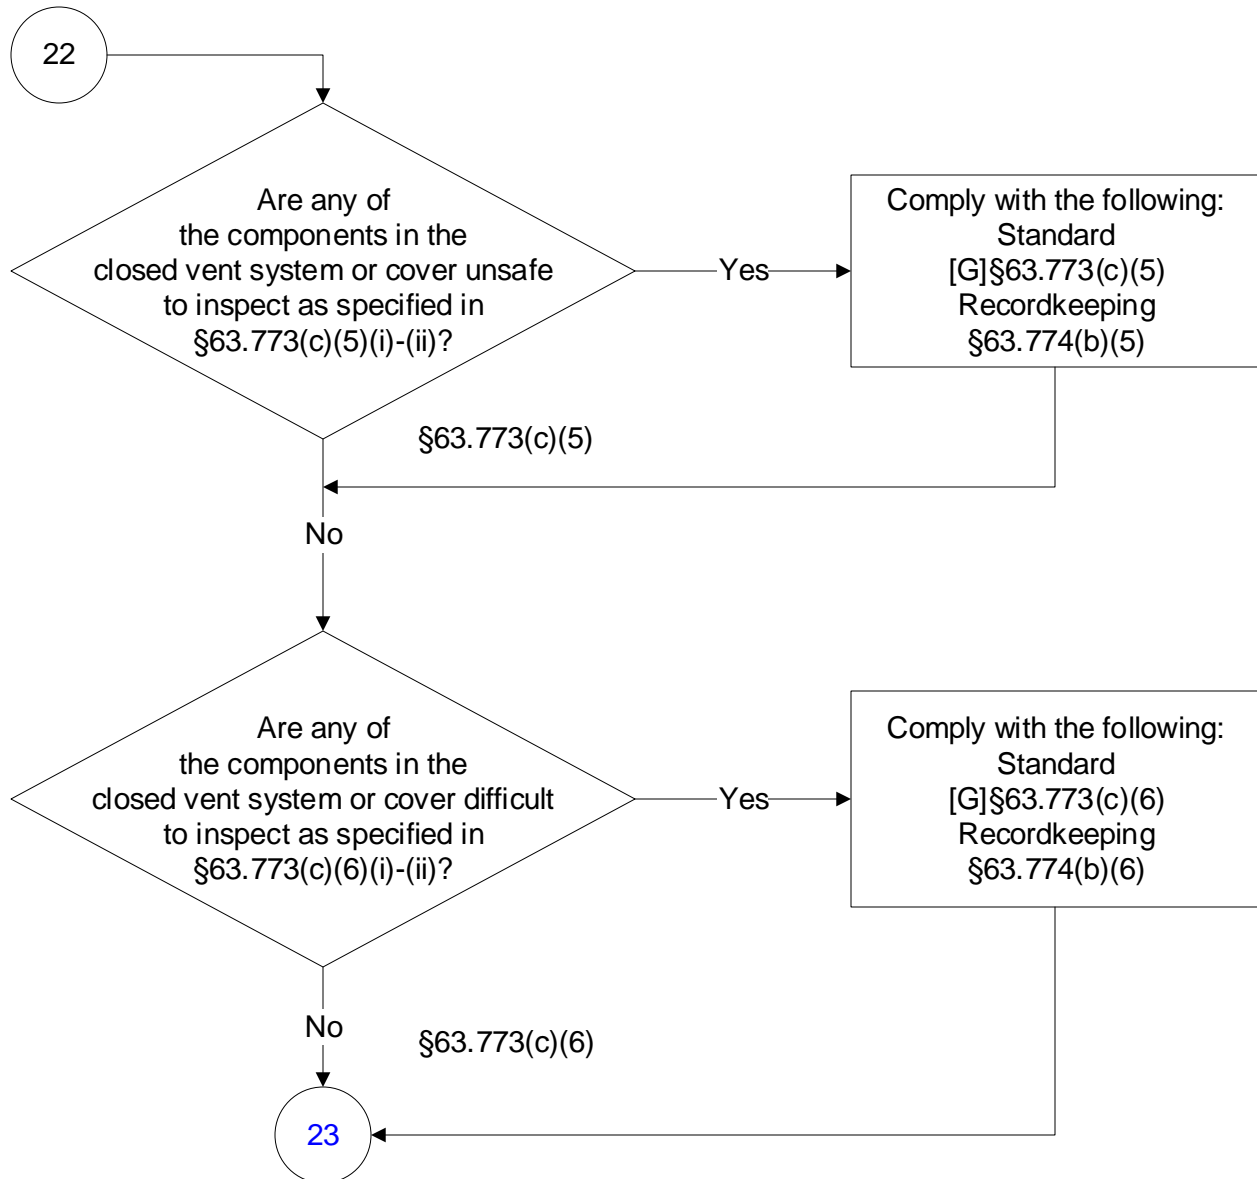 22
Are any of
the components in the
closed vent system or cover unsafe
to inspect as specified in
§63.773(c)(5)(i)-(ii)?
Yes
Comply with the following:
Standard
[G]§63.773(c)(5)
Recordkeeping
§63.774(b)(5)
§63.773(c)(5)
No
Are any of
the components in the
closed vent system or cover difficult
to inspect as specified in
§63.773(c)(6)(i)-(ii)?
Yes
Comply with the following:
Standard
[G]§63.773(c)(6)
Recordkeeping
§63.774(b)(6)
No
§63.773(c)(6)
23